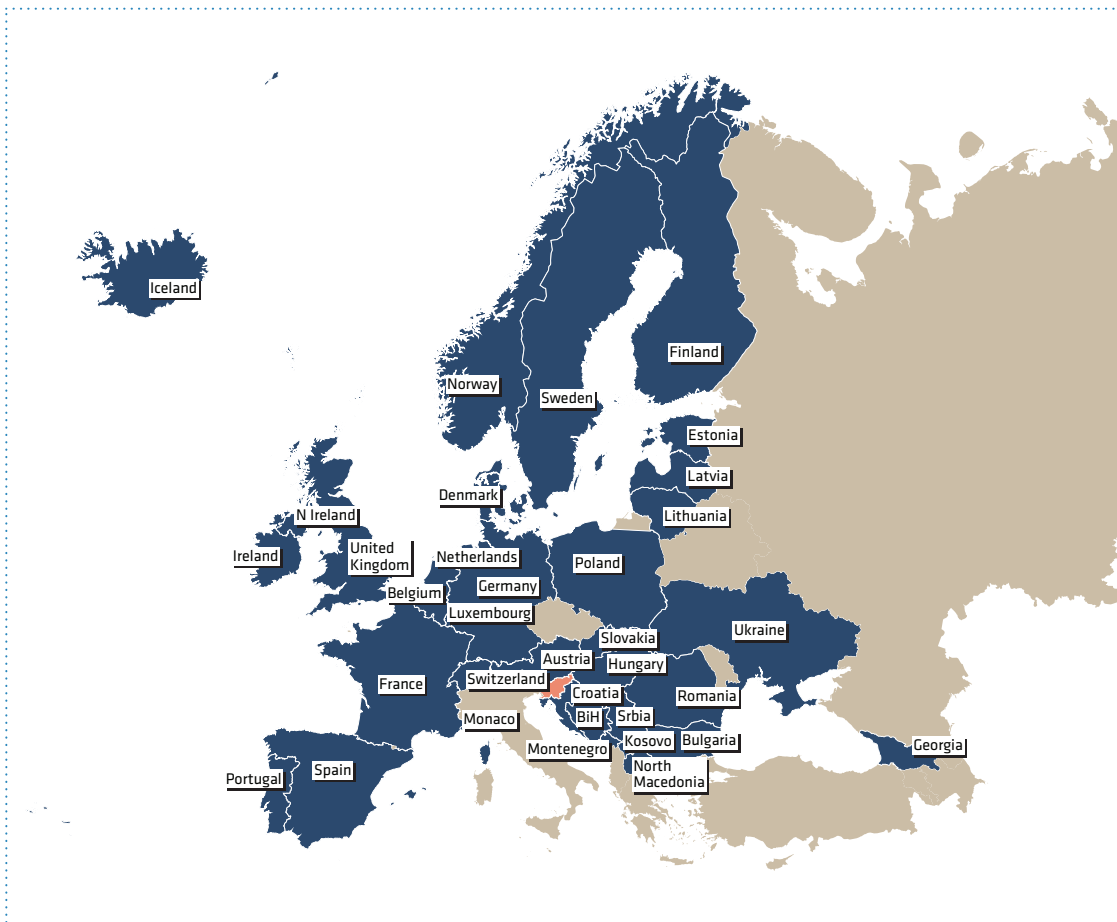 Iceland
Finland
Norway
Sweden
Estonia
Latvia
Denmark
N Ireland
Lithuania
Ireland
United
Kingdom
Netherlands
Poland
Germany
Belgium
Luxembourg
Slovakia
Ukraine
Austria
Hungary
Switzerland
France
Croatia
Romania
Monaco
BiH
Srbia
Kosovo
Bulgaria
Montenegro
Georgia
Portugal
Spain
North
Macedonia